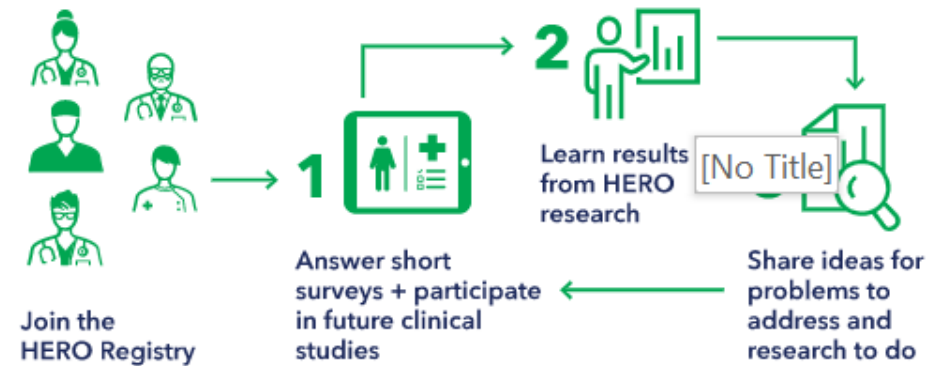 Join the
HERO Registry
1
Answer short
surveys + participate
in future clinical
studies
2
Learn results
from HERO
research
[No Title]
Share ideas for
problems to
address and
research to do